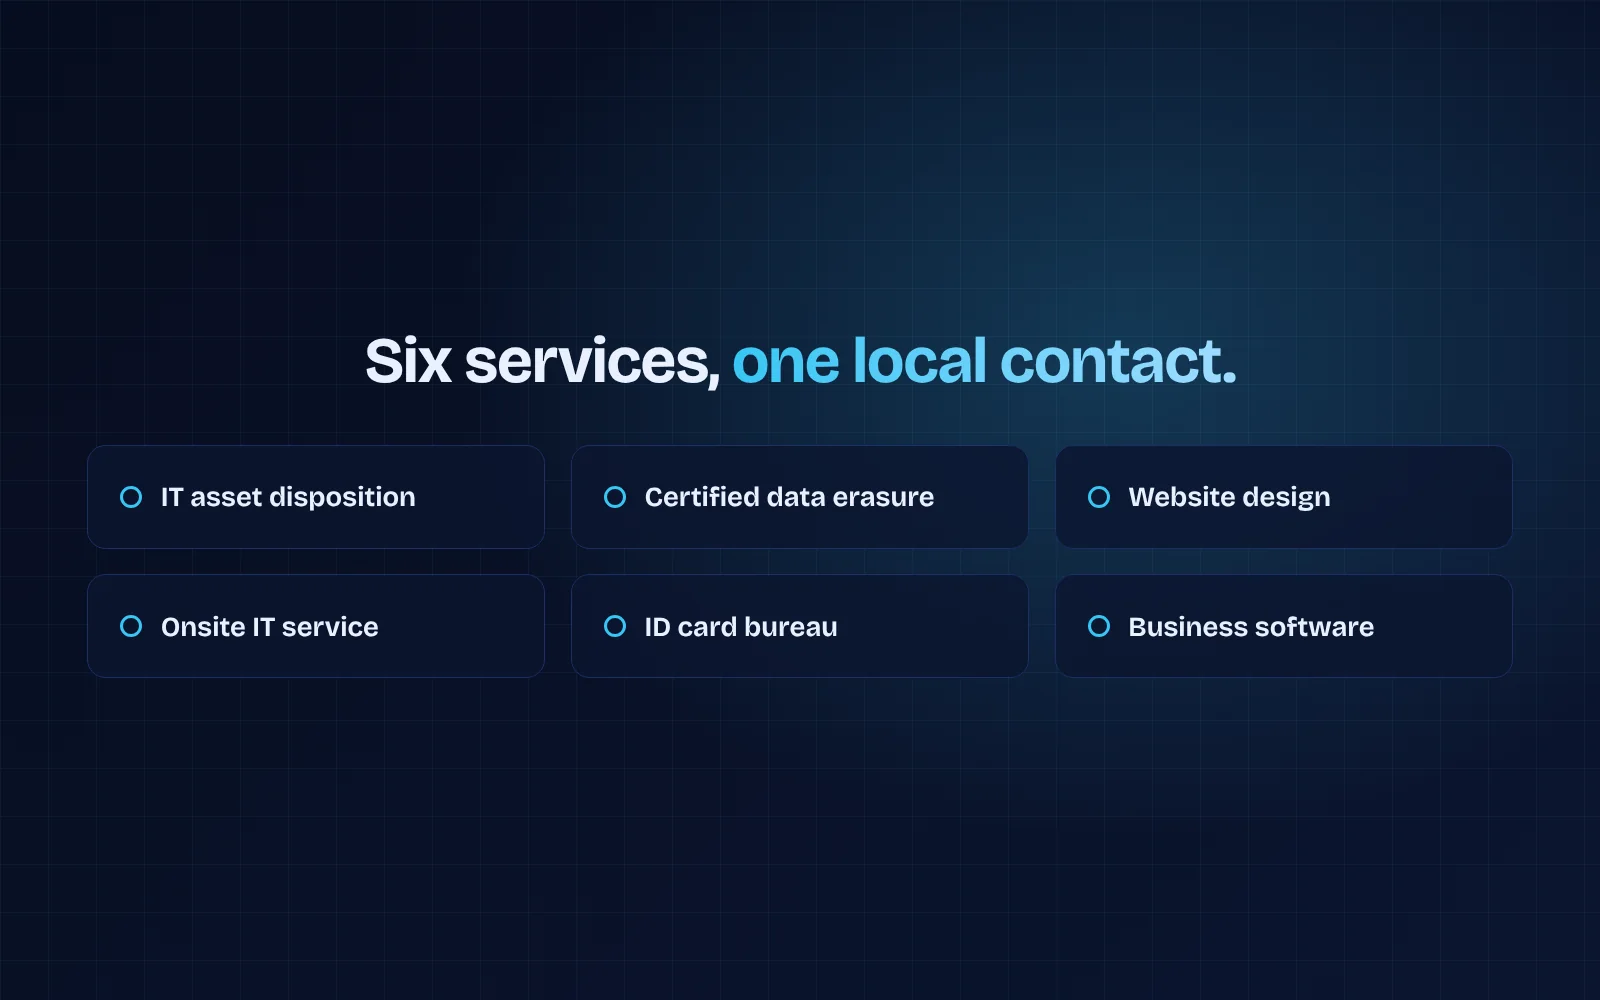 Six services, one local contact.
IT asset disposition
Certified data erasure
Website design
Onsite IT service
ID card bureau
Business software